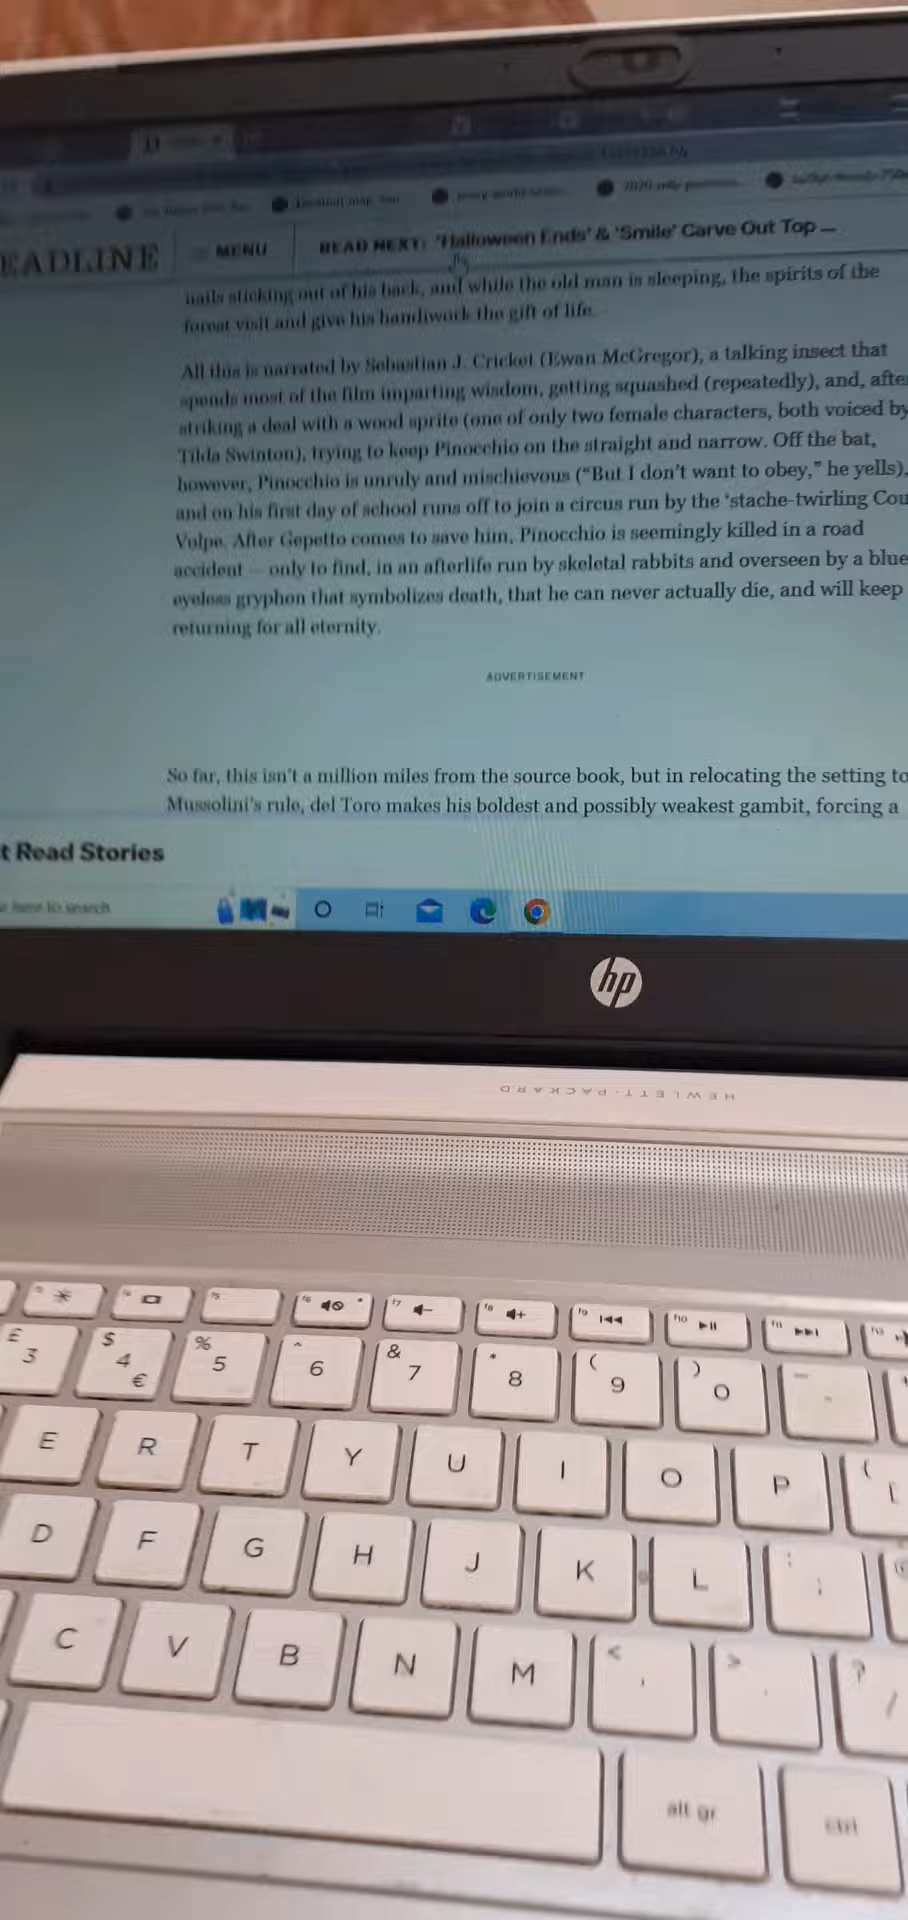 EADLINE
MENU
READ NEXT: 'Halloween Ends' & 'Smile' Carve Out Top —
nails sticking out of his back, and while the old man is sleeping, the spirits of the
forest visit and give his handiwork the gift of life.
All this is narrated by Sebastian J. Cricket (Ewan McGregor), a talking insect that
spends most of the film imparting wisdom, getting squashed (repeatedly), and, after
striking a deal with a wood sprite (one of only two female characters, both voiced by
Tilda Swinton), trying to keep Pinocchio on the straight and narrow. Off the bat,
however, Pinocchio is unruly and mischievous ("But I don't want to obey," he yells),
and on his first day of school runs off to join a circus run by the 'stache-twirling Cou
Volpe. After Gepetto comes to save him, Pinocchio is seemingly killed in a road
accident — only to find, in an afterlife run by skeletal rabbits and overseen by a blue
eyeless gryphon that symbolizes death, that he can never actually die, and will keep
returning for all eternity.
ADVERTISEMENT
So far, this isn't a million miles from the source book, but in relocating the setting to
Mussolini's rule, del Toro makes his boldest and possibly weakest gambit, forcing a
t Read Stories
here to search
hp
HEWLETT-PACKARD
f6 f7 f8 f9 f10 f11
£ 3 $ 4 € % 5 ^ 6 & 7 * 8 ( 9 ) 0 _ -
E R T Y U I O P { [
D F G H J K L : ;
C V B N M < , > . ? /
alt gr ctrl